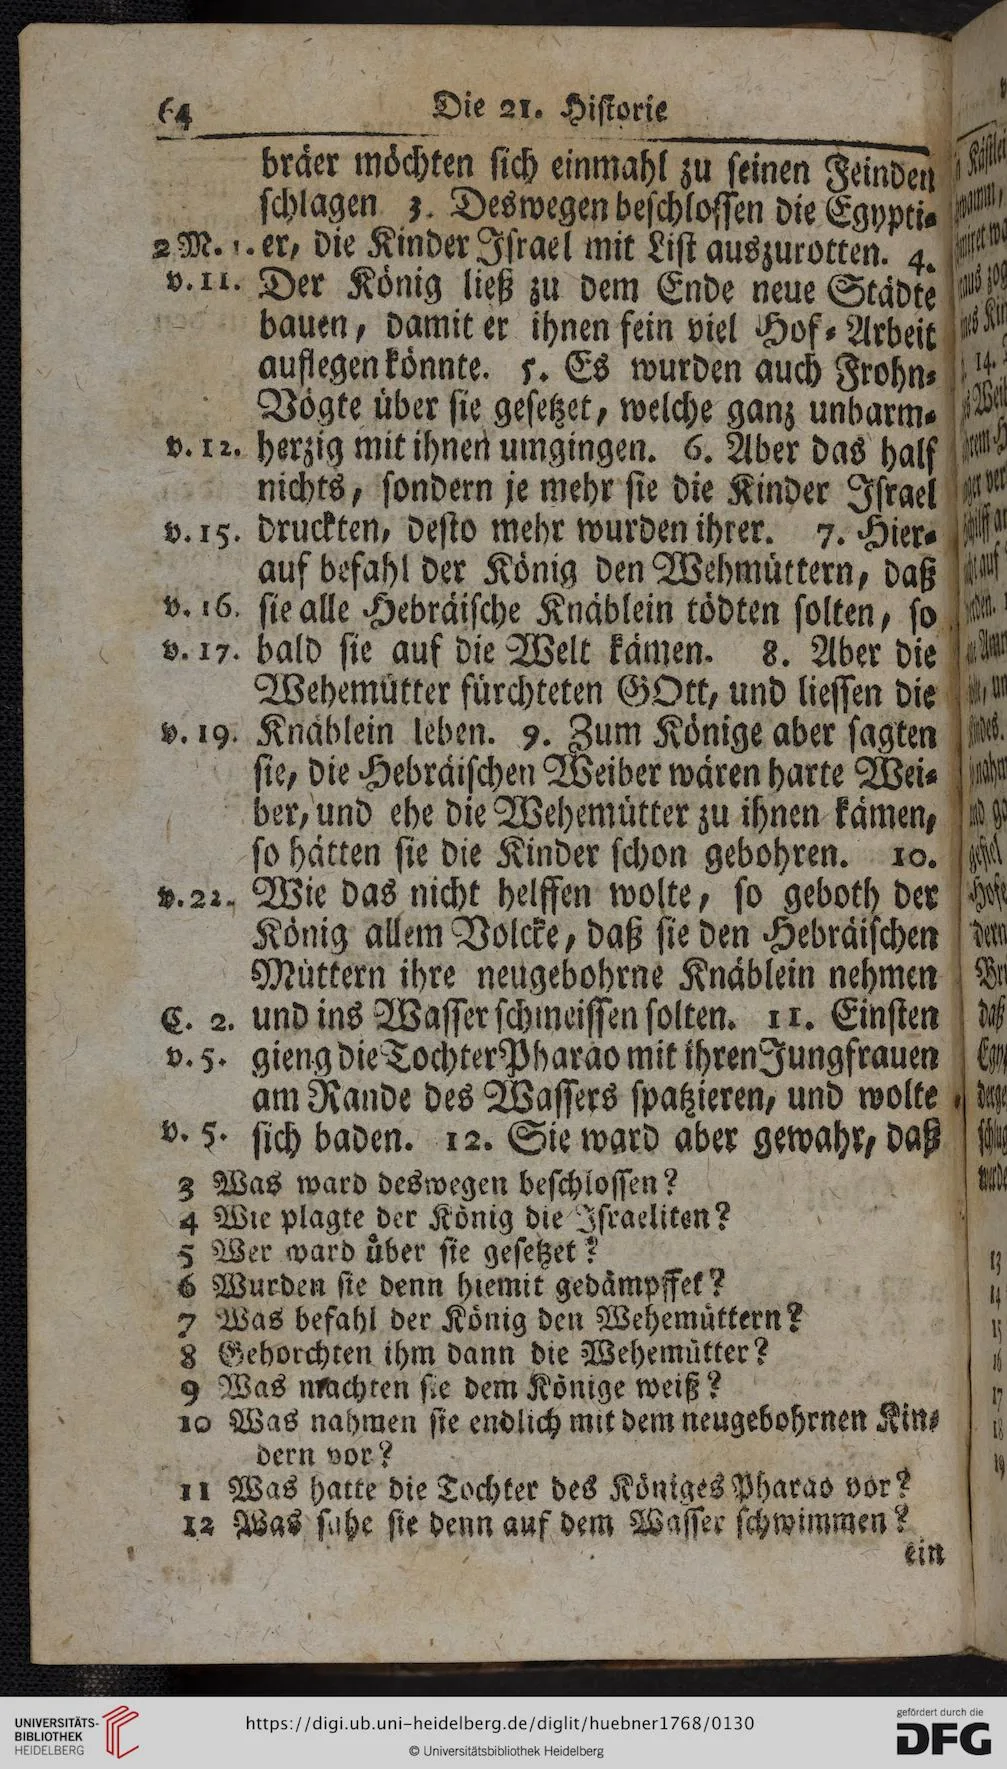 64 Die 21. Historie
bräer möchten sich einmahl zu seinen Feinden
schlagen 3. Deswegen beschlossen die Egypti-
2 M. 1. er, die Kinder Israel mit List auszurotten. 4.
v. 11. Der König ließ zu dem Ende neue Städte
bauen, damit er ihnen fein viel Hof-Arbeit
auflegen könnte. 5. Es wurden auch Frohn-
Vögte über sie gesetzet, welche ganz unbarm-
v. 12. herzig mit ihnen umgingen. 6. Aber das half
nichts, sondern je mehr sie die Kinder Israel
v. 15. druckten, desto mehr wurden ihrer. 7. Hier-
auf befahl der König den Wehmüttern, daß
v. 16. sie alle Hebräische Knäblein tödten solten, so
v. 17. bald sie auf die Welt kämen. 8. Aber die
Wehemütter fürchteten GOtt, und liessen die
v. 19. Knäblein leben. 9. Zum Könige aber sagten
sie, die Hebräischen Weiber wären harte Wei-
ber, und ehe die Wehemütter zu ihnen kämen,
so hätten sie die Kinder schon gebohren. 10.
v. 22. Wie das nicht helffen wolte, so geboth der
König allem Volcke, daß sie den Hebräischen
Müttern ihre neugebohrne Knäblein nehmen
C. 2. und ins Wasser schmeissen solten. 11. Einsten
v. 5. gieng die Tochter Pharao mit ihren Jungfrauen
am Rande des Wassers spatzieren, und wolte
v. 5. sich baden. 12. Sie ward aber gewahr, daß
3 Was ward deswegen beschlossen?
4 Wie plagte der König die Israeliten?
5 Wer ward über sie gesetzet?
6 Wurden sie denn hiemit gedämpffet?
7 Was befahl der König den Wehemüttern?
8 Gehorchten ihm dann die Wehemütter?
9 Was machten sie dem Könige weiß?
10 Was nahmen sie endlich mit dem neugebohrnen Kin-
dern vor?
11 Was hatte die Tochter des Königes Pharao vor?
12 Was sahe sie denn auf dem Wasser schwimmen?
ein
UNIVERSITÄTS-
BIBLIOTHEK
HEIDELBERG
https://digi.ub.uni-heidelberg.de/diglit/huebner1768/0130
© Universitätsbibliothek Heidelberg
gefördert durch die
DFG